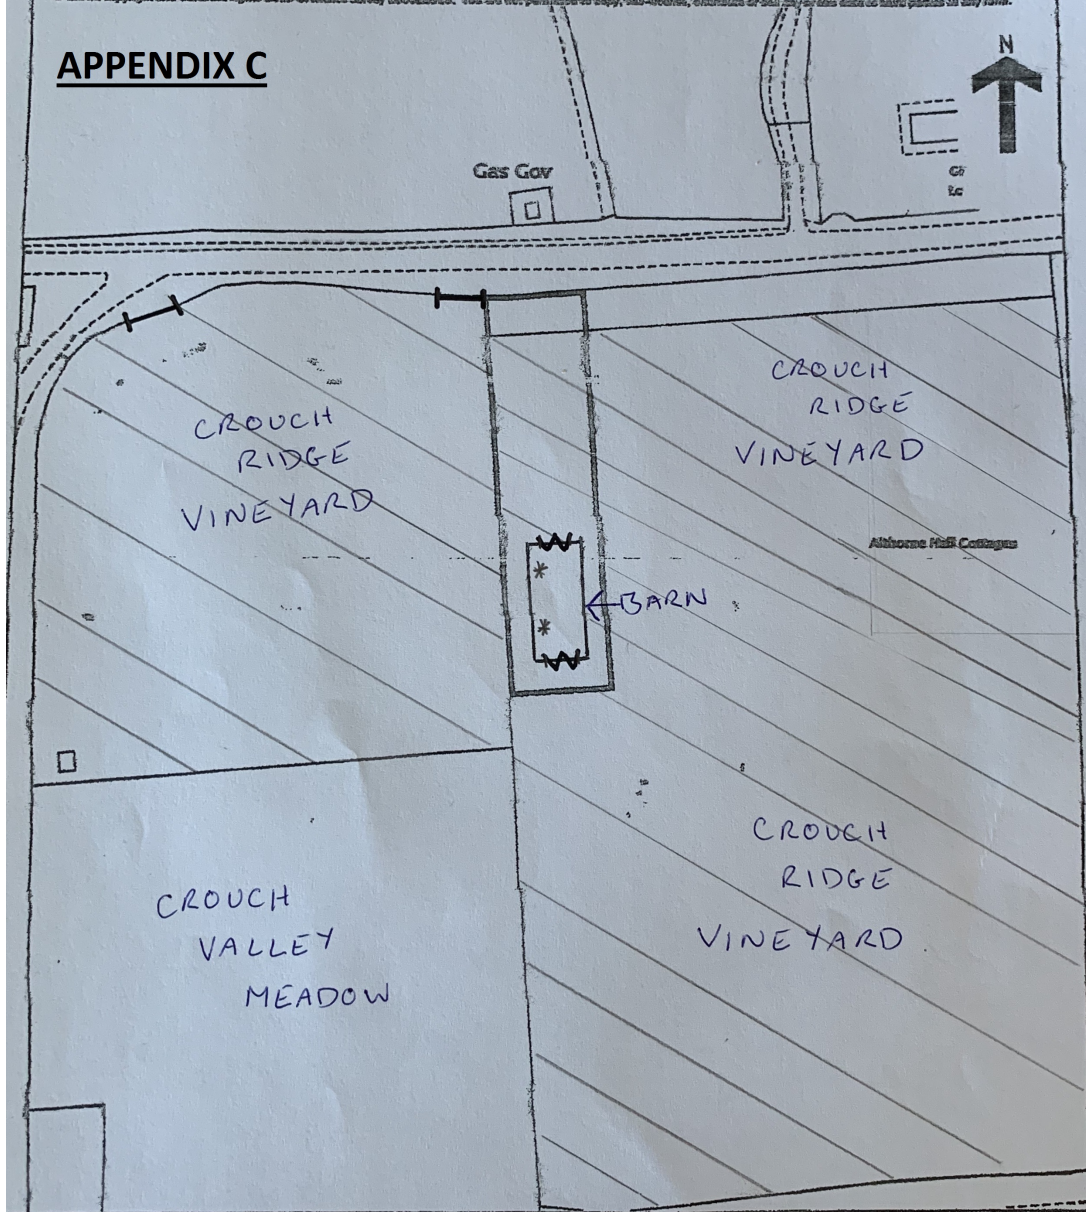 APPENDIX C
N
Gas Gov
CROUCH
RIDGE
VINEYARD
CROUCH
RIDGE
VINEYARD
Althorne Hall Cottages
BARN
CROUCH
RIDGE
VINEYARD
CROUCH
VALLEY
MEADOW